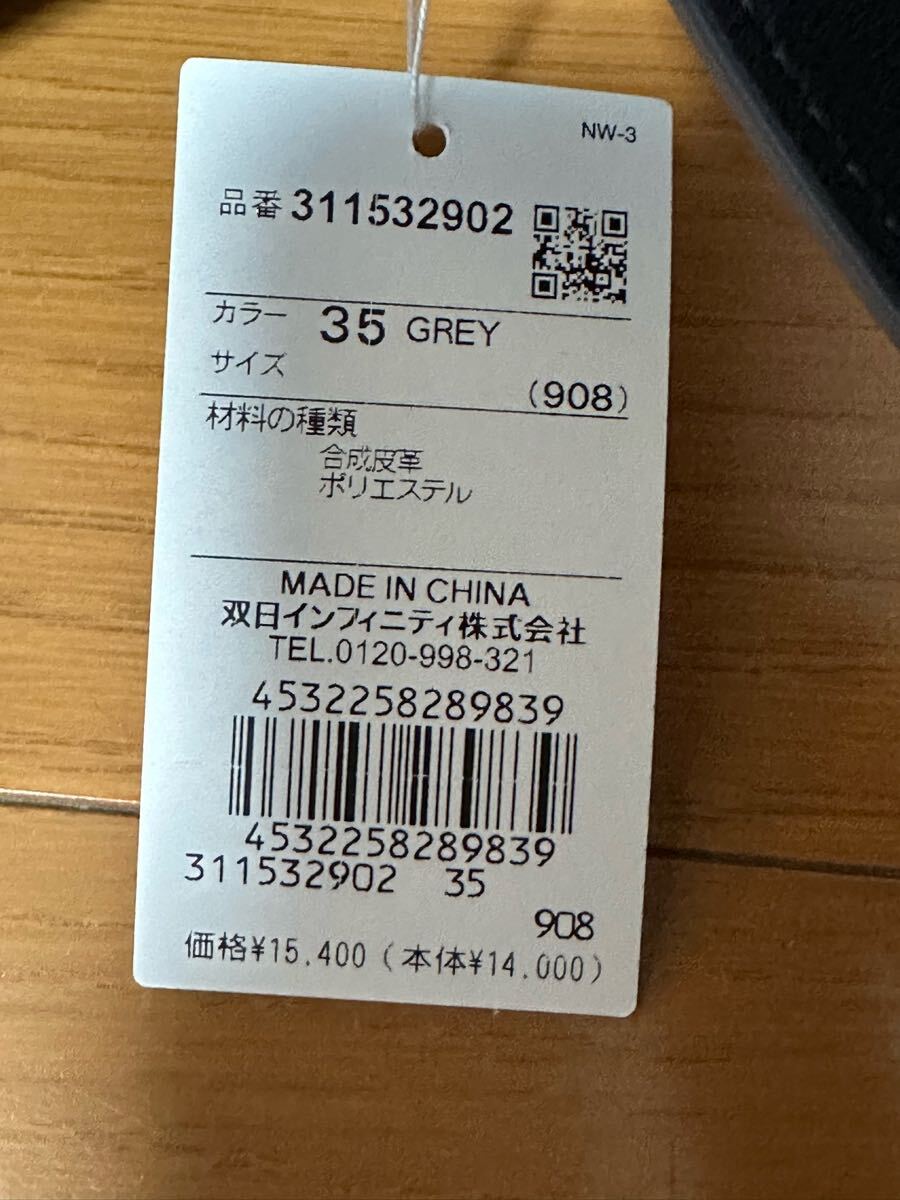 NW-3
品番 311532902
カラー 35 GREY
サイズ
(908)
材料の種類
合成皮革
ポリエステル
MADE IN CHINA
双日インフィニティ株式会社
TEL.0120-998-321
4532258289839
4532258289839
311532902 35
908
価格¥15,400(本体¥14,000)